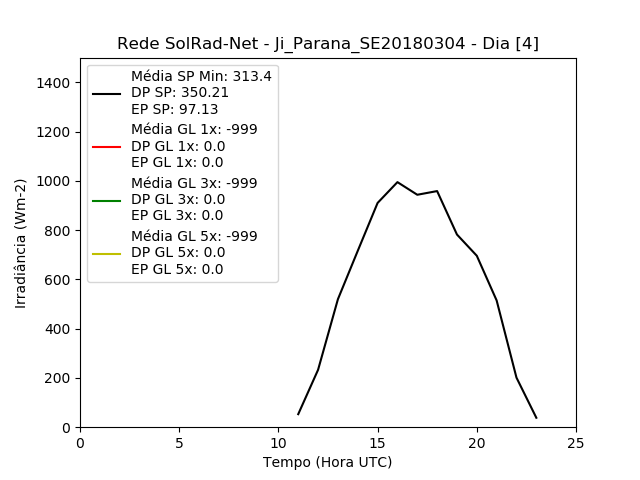 Rede SolRad-Net - Ji_Parana_SE20180304 - Dia [4]
Média SP Min: 313.4
DP SP: 350.21
EP SP: 97.13
Média GL 1x: -999
DP GL 1x: 0.0
EP GL 1x: 0.0
Média GL 3x: -999
DP GL 3x: 0.0
EP GL 3x: 0.0
Média GL 5x: -999
DP GL 5x: 0.0
EP GL 5x: 0.0
Irradiância (Wm-2)
1400
1200
1000
800
600
400
200
0
0 5 10 15 20 25
Tempo (Hora UTC)